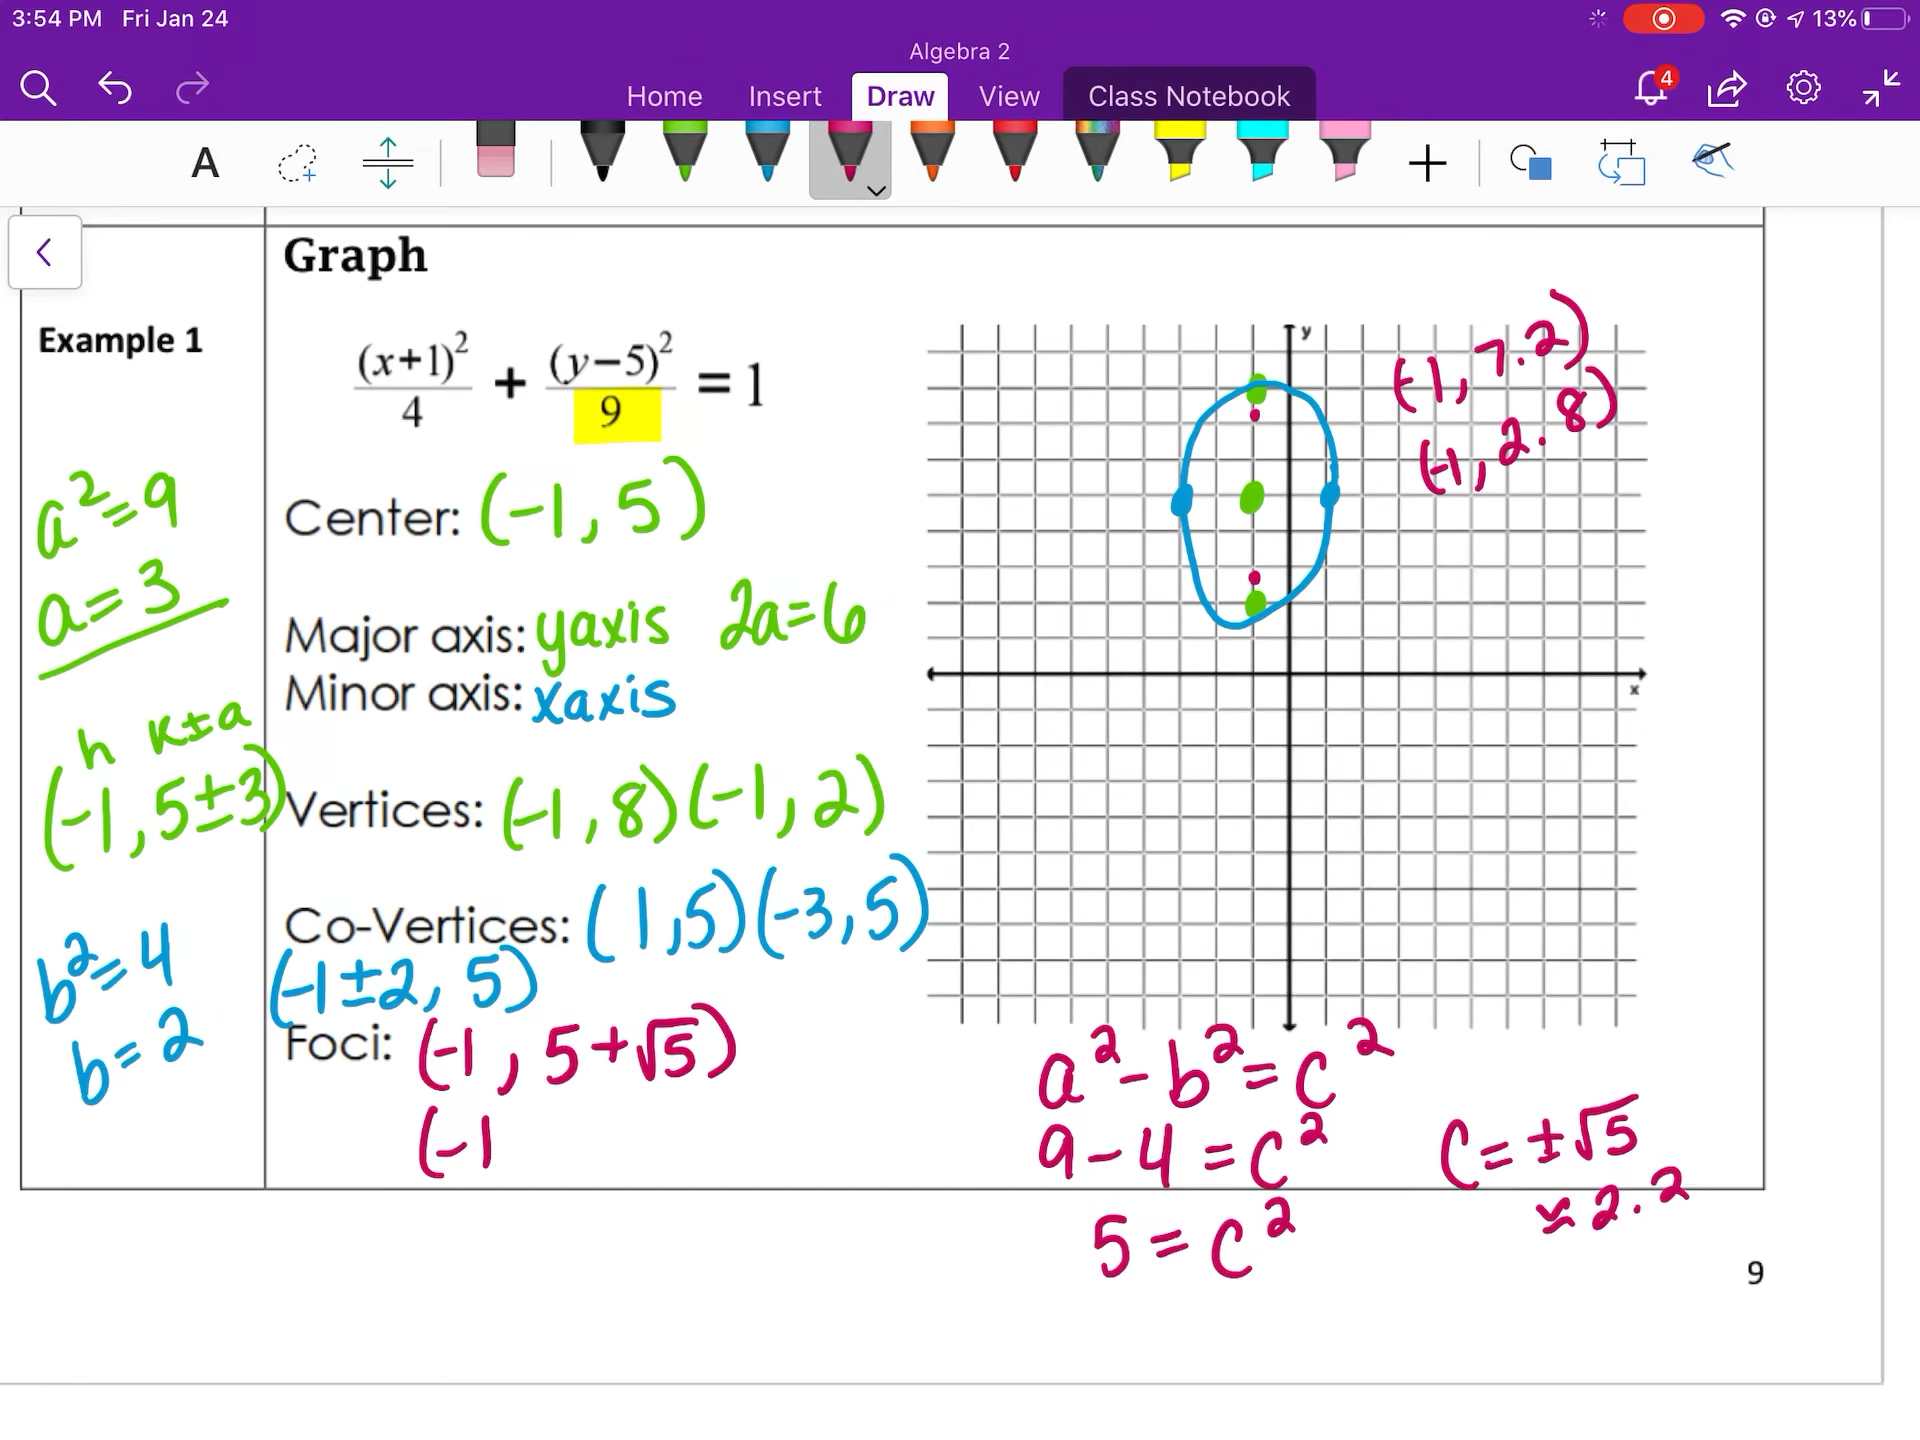 3:54 PM Fri Jan 24
13%
Algebra 2
Home Insert Draw View Class Notebook
4
A
Graph
Example 1
(x+1)²/4 + (y−5)²/9 = 1
y
x
(-1, 7.2)
(-1, 2.8)
a²=9
a=3
Center: (-1, 5)
Major axis: yaxis 2a=6
Minor axis: xaxis
h k±a
(-1, 5±3)
Vertices: (-1, 8) (-1, 2)
Co-Vertices: (1, 5) (-3, 5)
(-1±2, 5)
b²=4
b=2
Foci: (-1, 5+√5)
(-1
a²-b²=c²
9-4=c²
5=c²
c=±√5
≈2.2
9